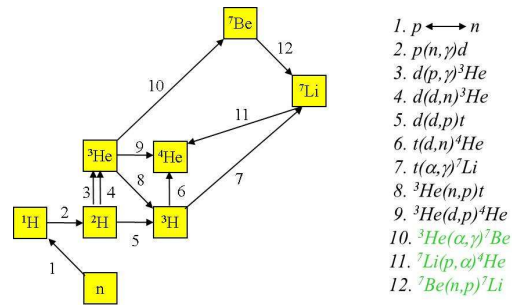 ⁷Be
12
10
⁷Li
11
³He
9
⁴He
8
3
4
6
7
¹H
2
²H
5
³H
1
n
1. p ⟷ n
2. p(n,γ)d
3. d(p,γ)³He
4. d(d,n)³He
5. d(d,p)t
6. t(d,n)⁴He
7. t(α,γ)⁷Li
8. ³He(n,p)t
9. ³He(d,p)⁴He
10. ³He(α,γ)⁷Be
11. ⁷Li(p,α)⁴He
12. ⁷Be(n,p)⁷Li